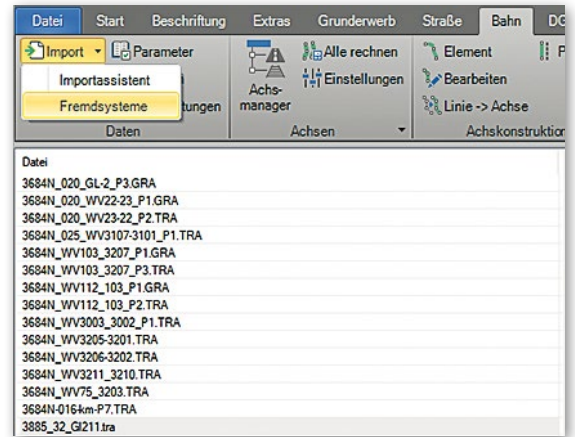 Datei Start Beschriftung Extras Grunderwerb Straße Bahn DG
Import Parameter Alle rechnen Element P
Importassistent Einstellungen Bearbeiten
Fremdsysteme tungen Achs-manager Linie -> Achse
Daten Achsen Achskonstruktion
Datei
3684N_020_GL-2_P3.GRA
3684N_020_WV22-23_P1.GRA
3684N_020_WV23-22_P2.TRA
3684N_025_WV3107-3101_P1.TRA
3684N_WV103_3207_P1.GRA
3684N_WV103_3207_P3.TRA
3684N_WV112_103_P1.GRA
3684N_WV112_103_P2.TRA
3684N_WV3003_3002_P1.TRA
3684N_WV3205-3201.TRA
3684N_WV3206-3202.TRA
3684N_WV3211_3210.TRA
3684N_WV75_3203.TRA
3684N-016-km-P7.TRA
3885_32_Gl211.tra